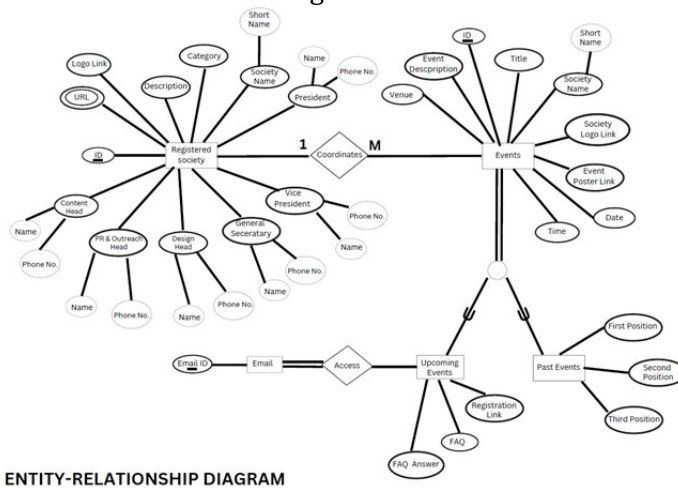 Short
Name
Logo Link
Category
Society
Name
Name
Phone No.
URL
Description
President
ID
Registered
society
1
Coordinates
M
ID
Event
Descpription
Title
Short
Name
Society
Name
Venue
Society
Logo Link
Events
Event
Poster Link
Date
Time
Content
Head
Name
Phone No.
PR & Outreach
Head
Name
Phone No.
Design
Head
Name
Phone No.
General
Seceratary
Name
Phone No.
Vice
President
Phone No.
Name
Email ID
Email
Access
Upcoming
Events
Registration
Link
FAQ
FAQ Answer
Past Events
First Position
Second
Position
Third Position
ENTITY-RELATIONSHIP DIAGRAM